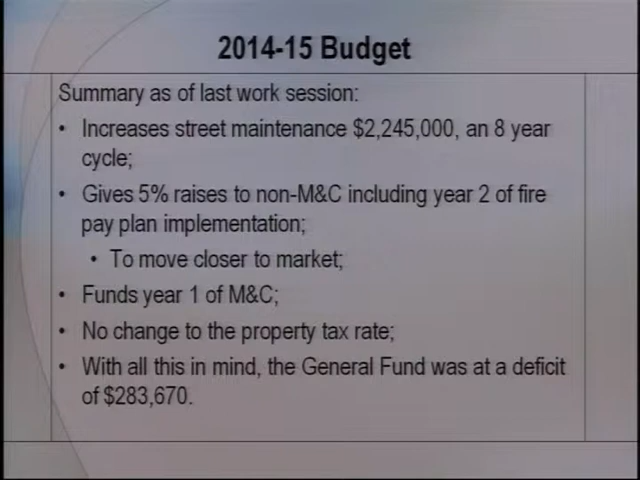 2014-15 Budget
Summary as of last work session:
• Increases street maintenance $2,245,000, an 8 year
cycle;
• Gives 5% raises to non-M&C including year 2 of fire
pay plan implementation;
• To move closer to market;
• Funds year 1 of M&C;
• No change to the property tax rate;
• With all this in mind, the General Fund was at a deficit
of $283,670.